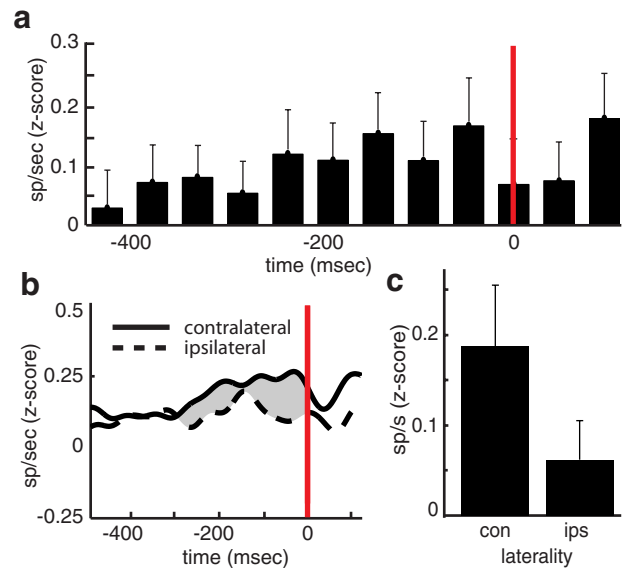 a
0.3
0.2
0.1
0
sp/sec (z-score)
-400
-200
0
time (msec)
b
0.5
0.25
0
-0.25
sp/sec (z-score)
contralateral
ipsilateral
-400
-200
0
time (msec)
c
0.2
0.1
0
sp/s (z-score)
con
ips
laterality